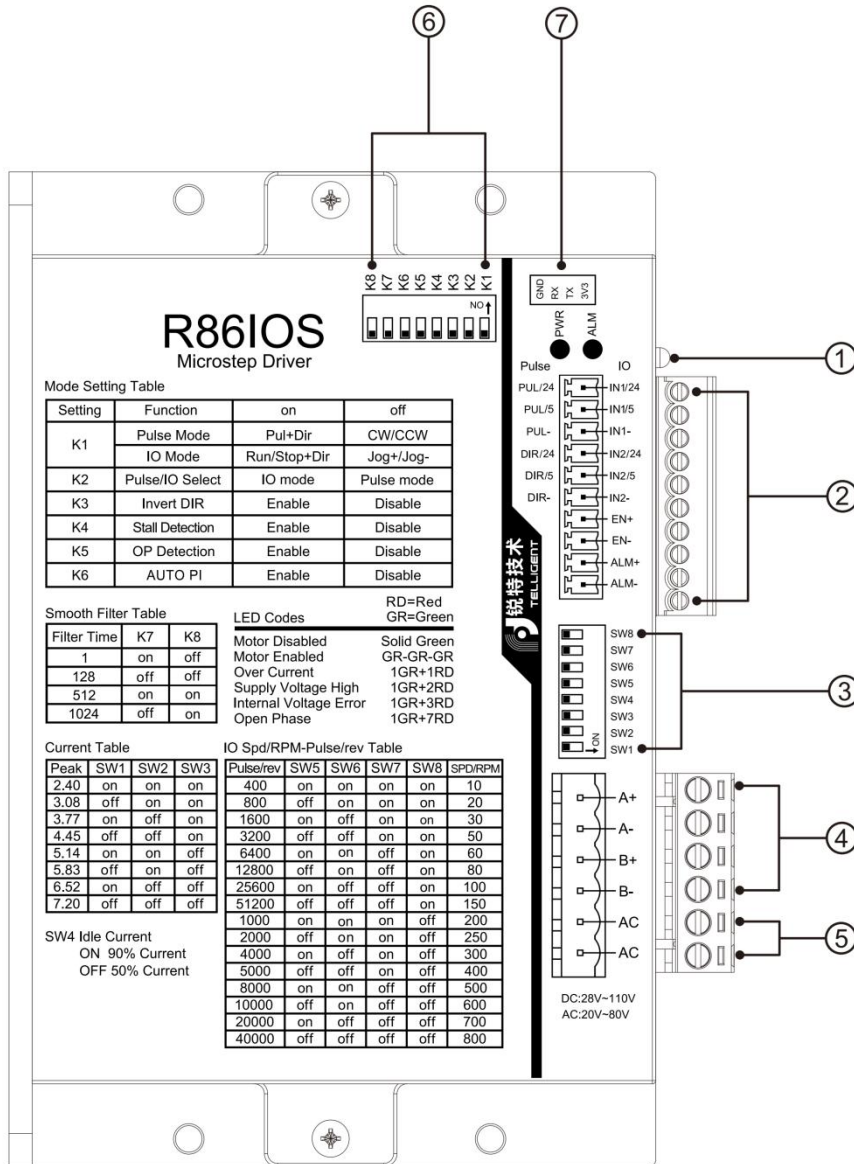 ⑥
⑦
K8 K7 K6 K5 K4 K3 K2 K1
NO
GND RX TX 3V3
PWR ALM
①
R86IOS
Microstep Driver
Mode Setting Table
Setting Function on off
K1 Pulse Mode Pul+Dir CW/CCW
IO Mode Run/Stop+Dir Jog+/Jog-
K2 Pulse/IO Select IO mode Pulse mode
K3 Invert DIR Enable Disable
K4 Stall Detection Enable Disable
K5 OP Detection Enable Disable
K6 AUTO PI Enable Disable
Smooth Filter Table
Filter Time K7 K8
1 on off
128 off off
512 on on
1024 off on
RD=Red
LED Codes GR=Green
Motor Disabled Solid Green
Motor Enabled GR-GR-GR
Over Current 1GR+1RD
Supply Voltage High 1GR+2RD
Internal Voltage Error 1GR+3RD
Open Phase 1GR+7RD
Current Table
Peak SW1 SW2 SW3
2.40 on on on
3.08 off on on
3.77 on off on
4.45 off off on
5.14 on on off
5.83 off on off
6.52 on off off
7.20 off off off
SW4 Idle Current
ON 90% Current
OFF 50% Current
IO Spd/RPM-Pulse/rev Table
Pulse/rev SW5 SW6 SW7 SW8 SPD/RPM
400 on on on on 10
800 off on on on 20
1600 on off on on 30
3200 off off on on 50
6400 on on off on 60
12800 off on off on 80
25600 on off off on 100
51200 off off off on 150
1000 on on on off 200
2000 off on on off 250
4000 on off on off 300
5000 off off on off 400
8000 on on off off 500
10000 off on off off 600
20000 on off off off 700
40000 off off off off 800
锐特技术
TELLIGENT
Pulse IO
PUL/24 IN1/24
PUL/5 IN1/5
PUL- IN1-
DIR/24 IN2/24
DIR/5 IN2/5
DIR- IN2-
EN+
EN-
ALM+
ALM-
②
SW8
SW7
SW6
SW5
SW4
SW3
SW2
SW1
ON
③
A+
A-
B+
B-
AC
AC
④
⑤
DC:28V~110V
AC:20V~80V